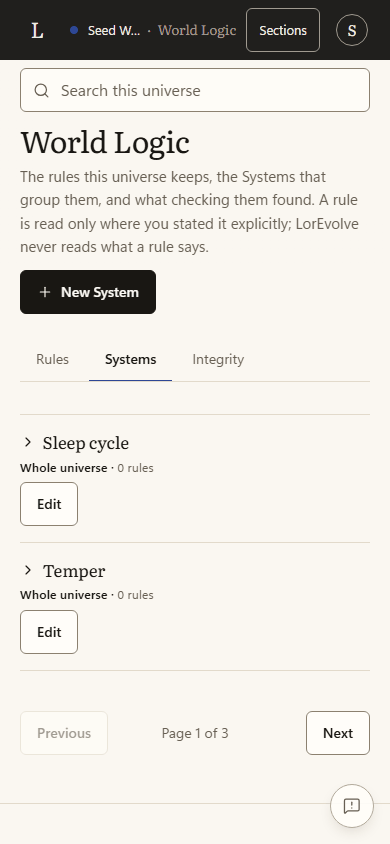 L
Seed W... · World Logic
Sections
S
Search this universe
World Logic
The rules this universe keeps, the Systems that
group them, and what checking them found. A rule
is read only where you stated it explicitly; LorEvolve
never reads what a rule says.
+ New System
Rules
Systems
Integrity
Sleep cycle
Whole universe · 0 rules
Edit
Temper
Whole universe · 0 rules
Edit
Previous
Page 1 of 3
Next